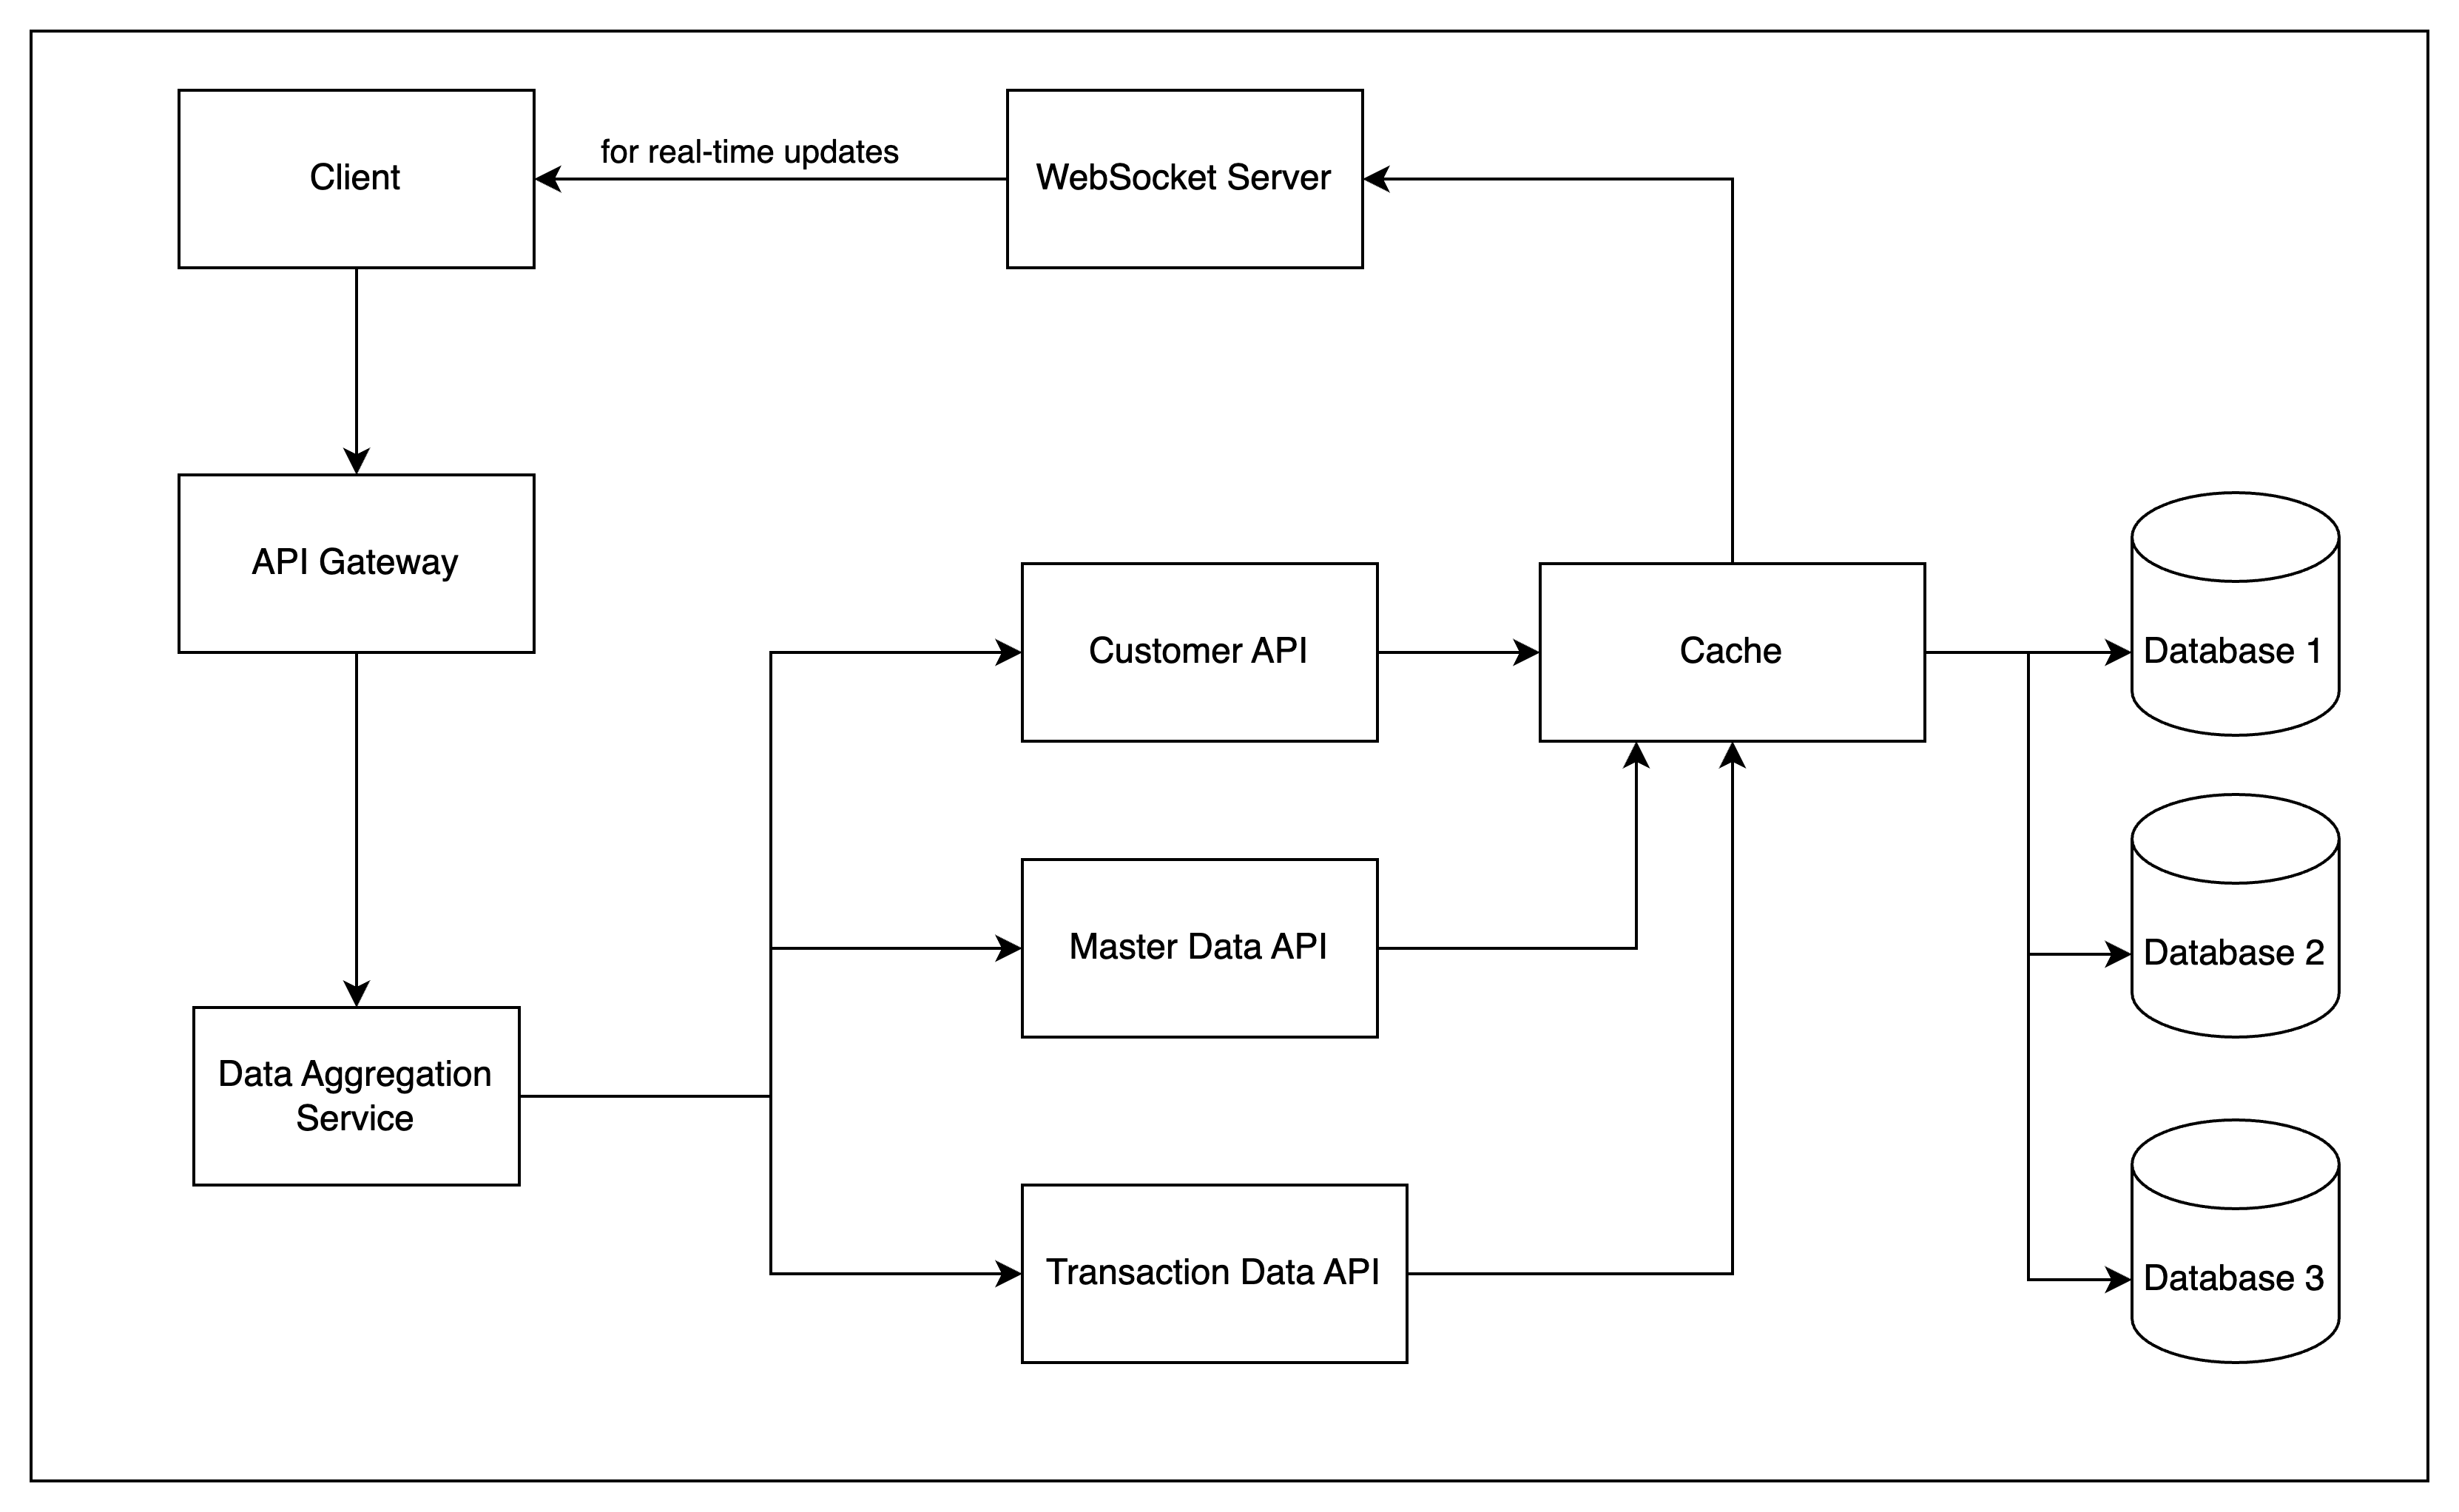 Client
for real-time updates
WebSocket Server
API Gateway
Customer API
Cache
Database 1
Master Data API
Database 2
Data Aggregation
Service
Transaction Data API
Database 3